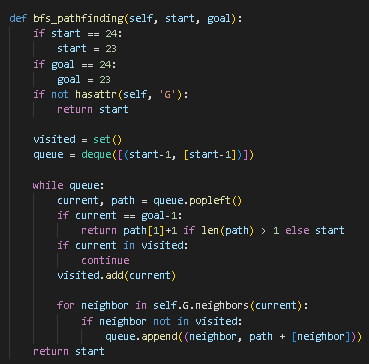 def bfs_pathfinding(self, start, goal):
    if start == 24:
        start = 23
    if goal == 24:
        goal = 23
    if not hasattr(self, 'G'):
        return start

    visited = set()
    queue = deque([(start-1, [start-1])])

    while queue:
        current, path = queue.popleft()
        if current == goal-1:
            return path[1]+1 if len(path) > 1 else start
        if current in visited:
            continue
        visited.add(current)

        for neighbor in self.G.neighbors(current):
            if neighbor not in visited:
                queue.append((neighbor, path + [neighbor]))
    return start